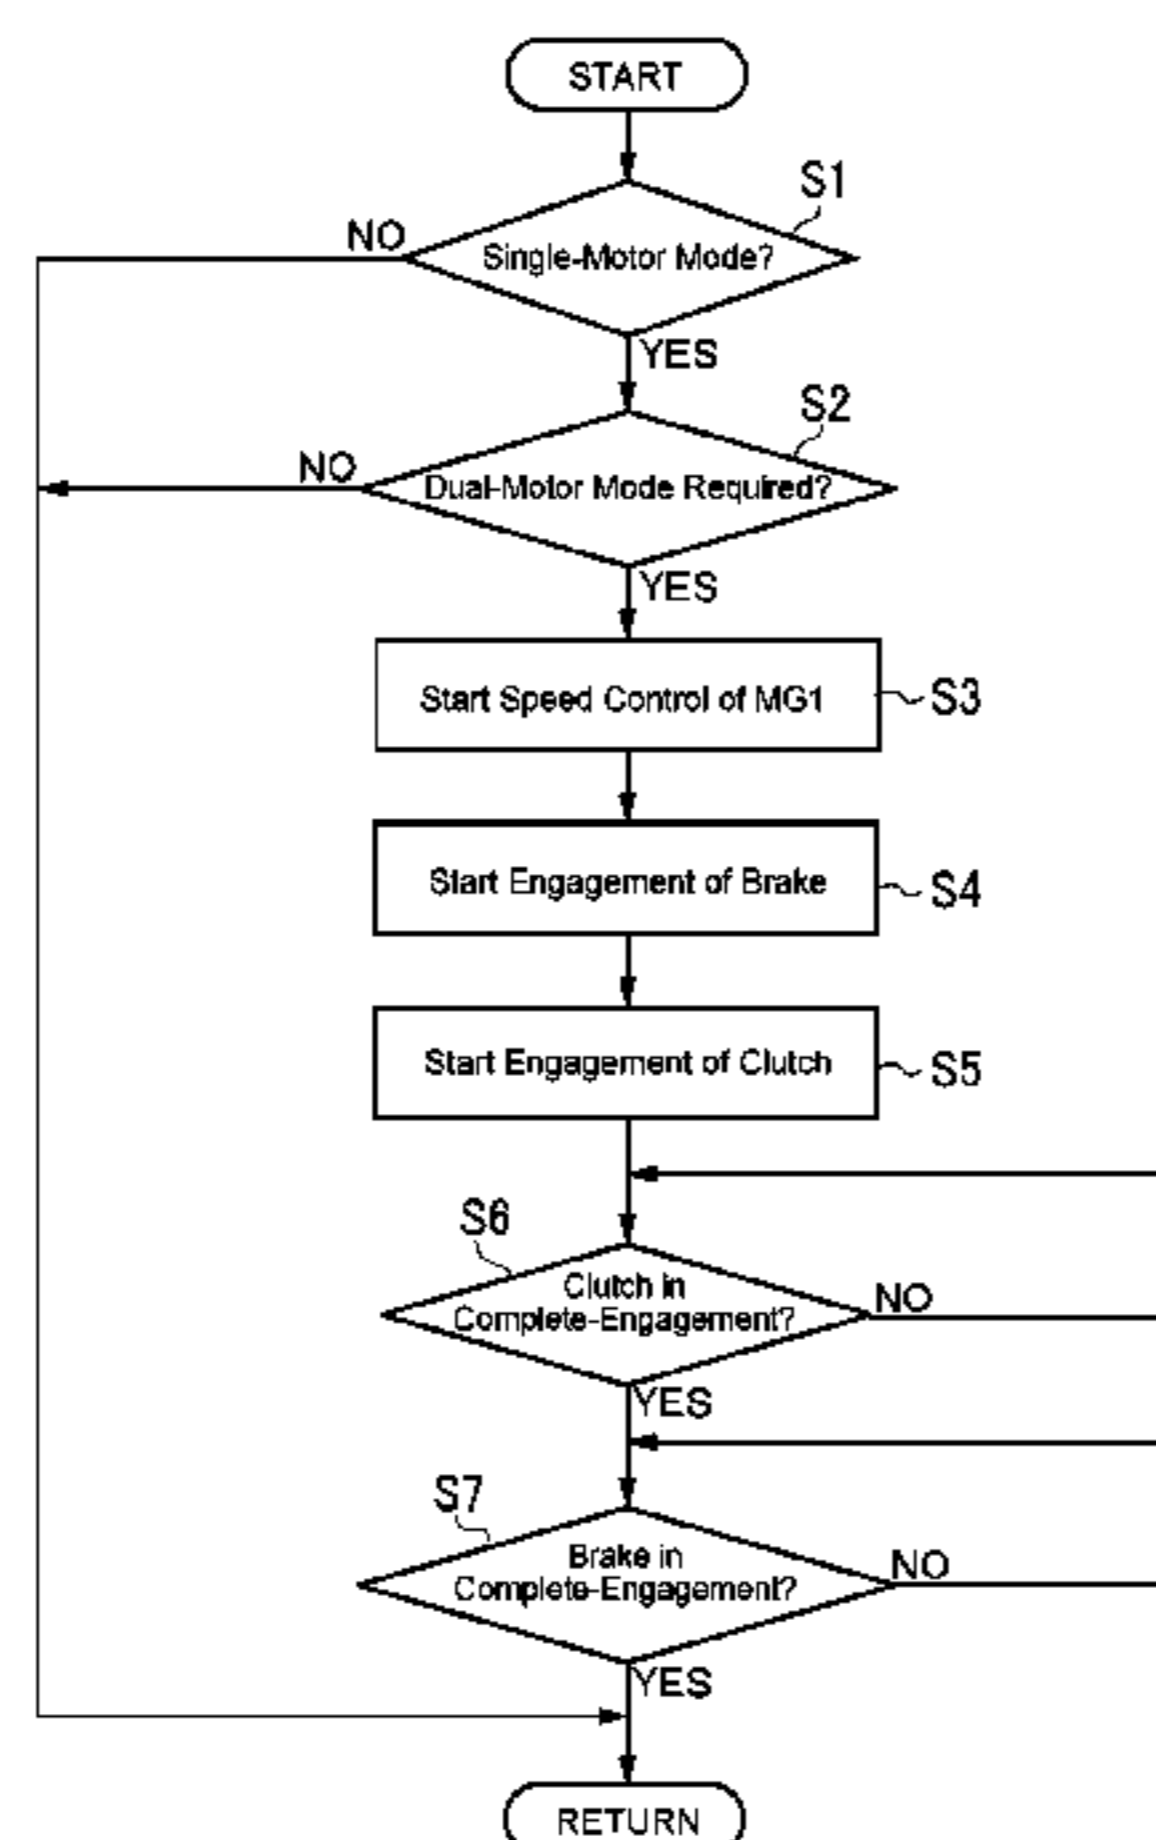 START
S1
NO
Single-Motor Mode?
YES
S2
NO
Dual-Motor Mode Required?
YES
Start Speed Control of MG1
S3
Start Engagement of Brake
S4
Start Engagement of Clutch
S5
S6
Clutch in
Complete-Engagement?
NO
YES
S7
Brake in
Complete-Engagement?
NO
YES
RETURN